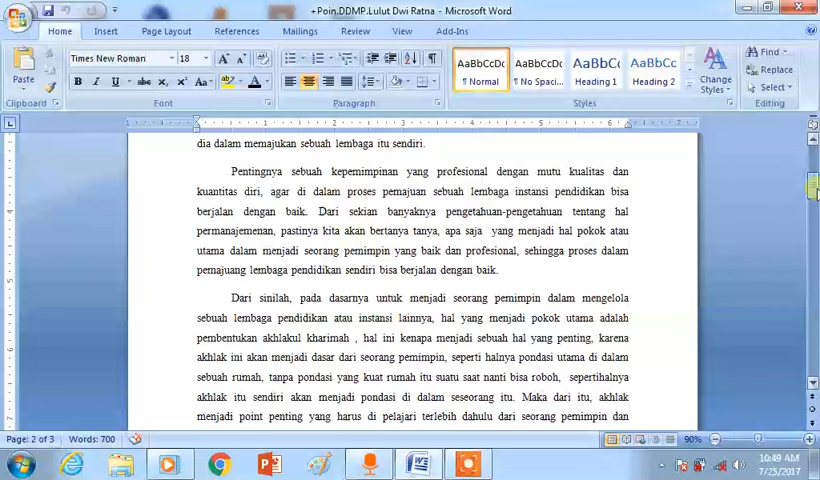 +Poin.DDMP.Lulut Dwi Ratna - Microsoft Word
Home Insert Page Layout References Mailings Review View Add-Ins
Paste
Times New Roman 18
AaBbCcDc AaBbCcDc AaBbC AaBbCc
¶ Normal ¶ No Spaci... Heading 1 Heading 2
Change Styles
Find
Replace
Select
Clipboard Font Paragraph Styles Editing
dia dalam memajukan sebuah lembaga itu sendiri.
Pentingnya sebuah kepemimpinan yang profesional dengan mutu kualitas dan
kuantitas diri, agar di dalam proses pemajuan sebuah lembaga instansi pendidikan bisa
berjalan dengan baik. Dari sekian banyaknya pengetahuan-pengetahuan tentang hal
permanajemenan, pastinya kita akan bertanya tanya, apa saja yang menjadi hal pokok atau
utama dalam menjadi seorang pemimpin yang baik dan profesional, sehingga proses dalam
pemajuang lembaga pendidikan sendiri bisa berjalan dengan baik.
Dari sinilah, pada dasarnya untuk menjadi seorang pemimpin dalam mengelola
sebuah lembaga pendidikan atau instansi lainnya, hal yang menjadi pokok utama adalah
pembentukan akhlakul kharimah , hal ini kenapa menjadi sebuah hal yang penting, karena
akhlak ini akan menjadi dasar dari seorang pemimpin, seperti halnya pondasi utama di dalam
sebuah rumah, tanpa pondasi yang kuat rumah itu suatu saat nanti bisa roboh, sepertihalnya
akhlak itu sendiri akan menjadi pondasi di dalam seseorang itu. Maka dari itu, akhlak
menjadi point penting yang harus di pelajari terlebih dahulu dari seorang pemimpin dan
Page: 2 of 3 Words: 700 90%
10:49 AM
7/25/2017